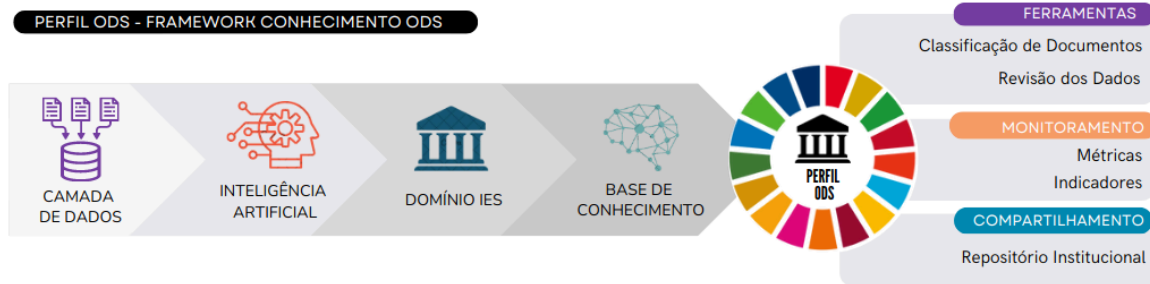 PERFIL ODS - FRAMEWORK CONHECIMENTO ODS
CAMADA
DE DADOS
INTELIGÊNCIA
ARTIFICIAL
DOMÍNIO IES
BASE DE
CONHECIMENTO
PERFIL
ODS
FERRAMENTAS
Classificação de Documentos
Revisão dos Dados
MONITORAMENTO
Métricas
Indicadores
COMPARTILHAMENTO
Repositório Institucional